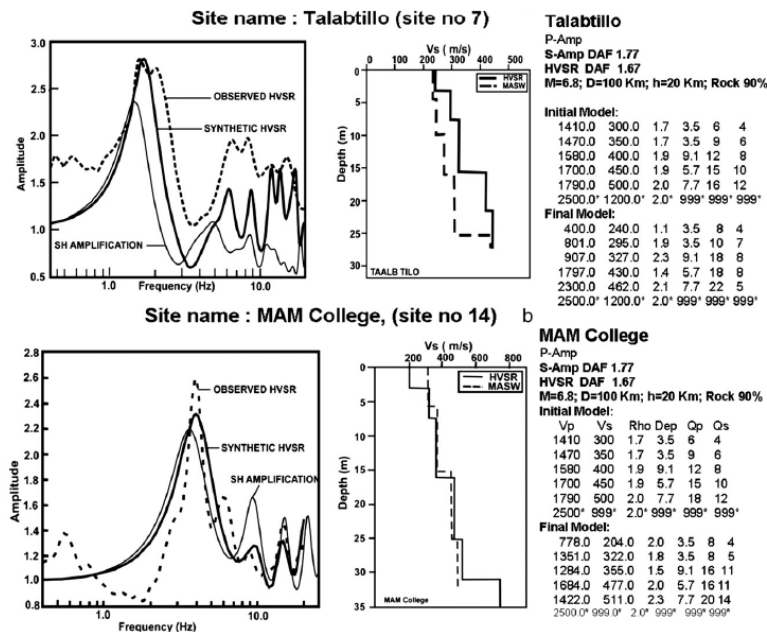 Site name : Talabtillo (site no 7)
3.0
2.5
2.0
1.5
1.0
0.5
Amplitude
OBSERVED HVSR
SYNTHETIC HVSR
SH AMPLIFICATION
1.0
10.0
Frequency (Hz)
Vs ( m/s)
0 100 200 300 400 500
0
5
10
15
20
25
30
Depth (m)
HVSR
MASW
TAALB TILO
Talabtillo
P-Amp
S-Amp DAF 1.77
HVSR DAF 1.67
M=6.8; D=100 Km; h=20 Km; Rock 90%
Initial Model:
1410.0 300.0 1.7 3.5 6 4
1470.0 350.0 1.7 3.5 9 6
1580.0 400.0 1.9 9.1 12 8
1700.0 450.0 1.9 5.7 15 10
1790.0 500.0 2.0 7.7 16 12
2500.0* 1200.0* 2.0* 999* 999* 999*
Final Model:
400.0 240.0 1.1 3.5 8 4
801.0 295.0 1.9 3.5 10 7
907.0 327.0 2.3 9.1 18 8
1797.0 430.0 1.4 5.7 18 8
2300.0 462.0 2.1 7.7 22 5
2500.0* 1200.0* 2.0* 999* 999* 999*
Site name : MAM College, (site no 14) b
2.8
2.6
2.4
2.2
2.0
1.8
1.6
1.4
1.2
1.0
0.8
Amplitude
OBSERVED HVSR
SYNTHETIC HVSR
SH AMPLIFICATION
1.0
10.0
Frequency (Hz)
Vs ( m/s)
200 400 600 800
0
5
10
15
20
25
30
35
Depth (m)
HVSR
MASW
MAM College
MAM College
P-Amp
S-Amp DAF 1.77
HVSR DAF 1.67
M=6.8; D=100 Km; h=20 Km; Rock 90%
Initial Model:
Vp Vs Rho Dep Qp Qs
1410 300 1.7 3.5 6 4
1470 350 1.7 3.5 9 6
1580 400 1.9 9.1 12 8
1700 450 1.9 5.7 15 10
1790 500 2.0 7.7 18 12
2500* 999* 2.0* 999* 999* 999*
Final Model:
778.0 204.0 2.0 3.5 8 4
1351.0 322.0 1.8 3.5 8 5
1284.0 355.0 1.5 9.1 16 11
1684.0 477.0 2.0 5.7 16 11
1422.0 511.0 2.3 7.7 20 14
2500.0* 999.0* 2.0* 999* 999* 999*